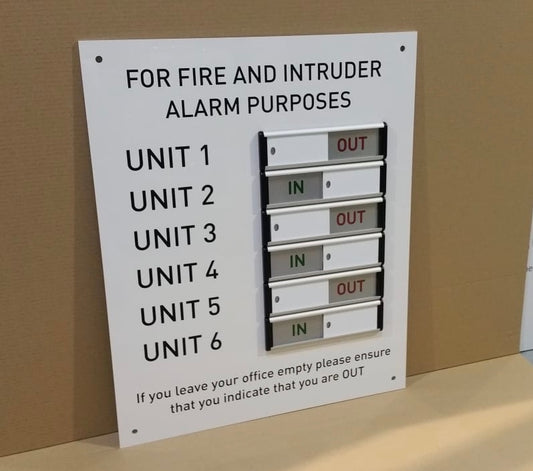 FOR FIRE AND INTRUDER
ALARM PURPOSES
UNIT 1 OUT
UNIT 2 IN
UNIT 3 OUT
UNIT 4 IN
UNIT 5 OUT
UNIT 6 IN
If you leave your office empty please ensure
that you indicate that you are OUT